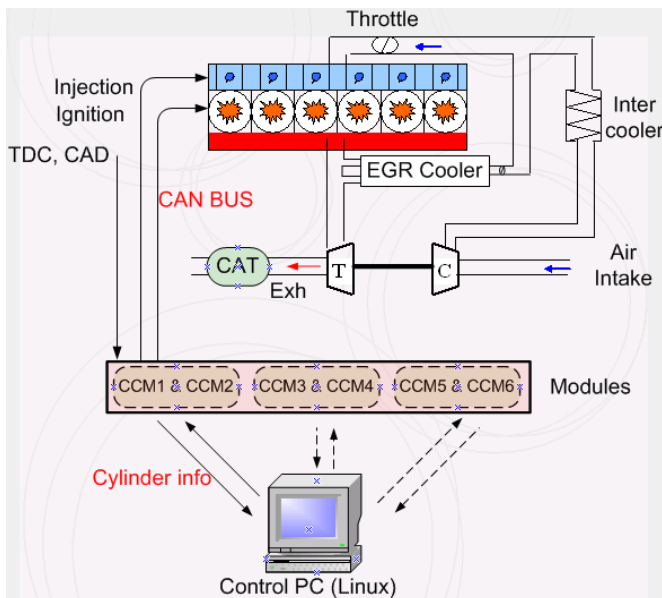 Throttle
Injection
Ignition
Inter
cooler
TDC, CAD
EGR Cooler
CAN BUS
CAT
T
C
Air
Intake
Exh
CCM1 & CCM2
CCM3 & CCM4
CCM5 & CCM6
Modules
Cylinder info
Control PC (Linux)